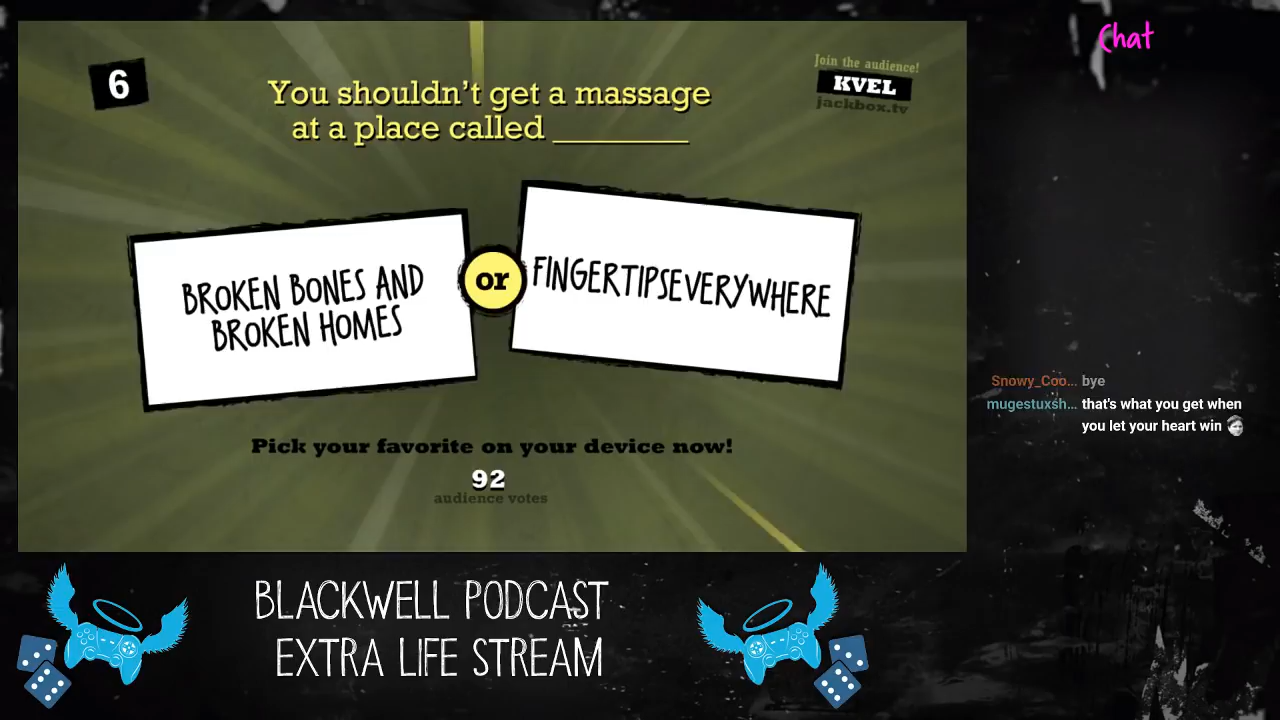 Chat
6
Join the audience!
KVEL
jackbox.tv
You shouldn't get a massage
at a place called ________
BROKEN BONES AND
BROKEN HOMES
or
FINGERTIPSEVERYWHERE
Pick your favorite on your device now!
92
audience votes
Snowy_Coo... bye
mugestuxsh... that's what you get when
you let your heart win
BLACKWELL PODCAST
EXTRA LIFE STREAM